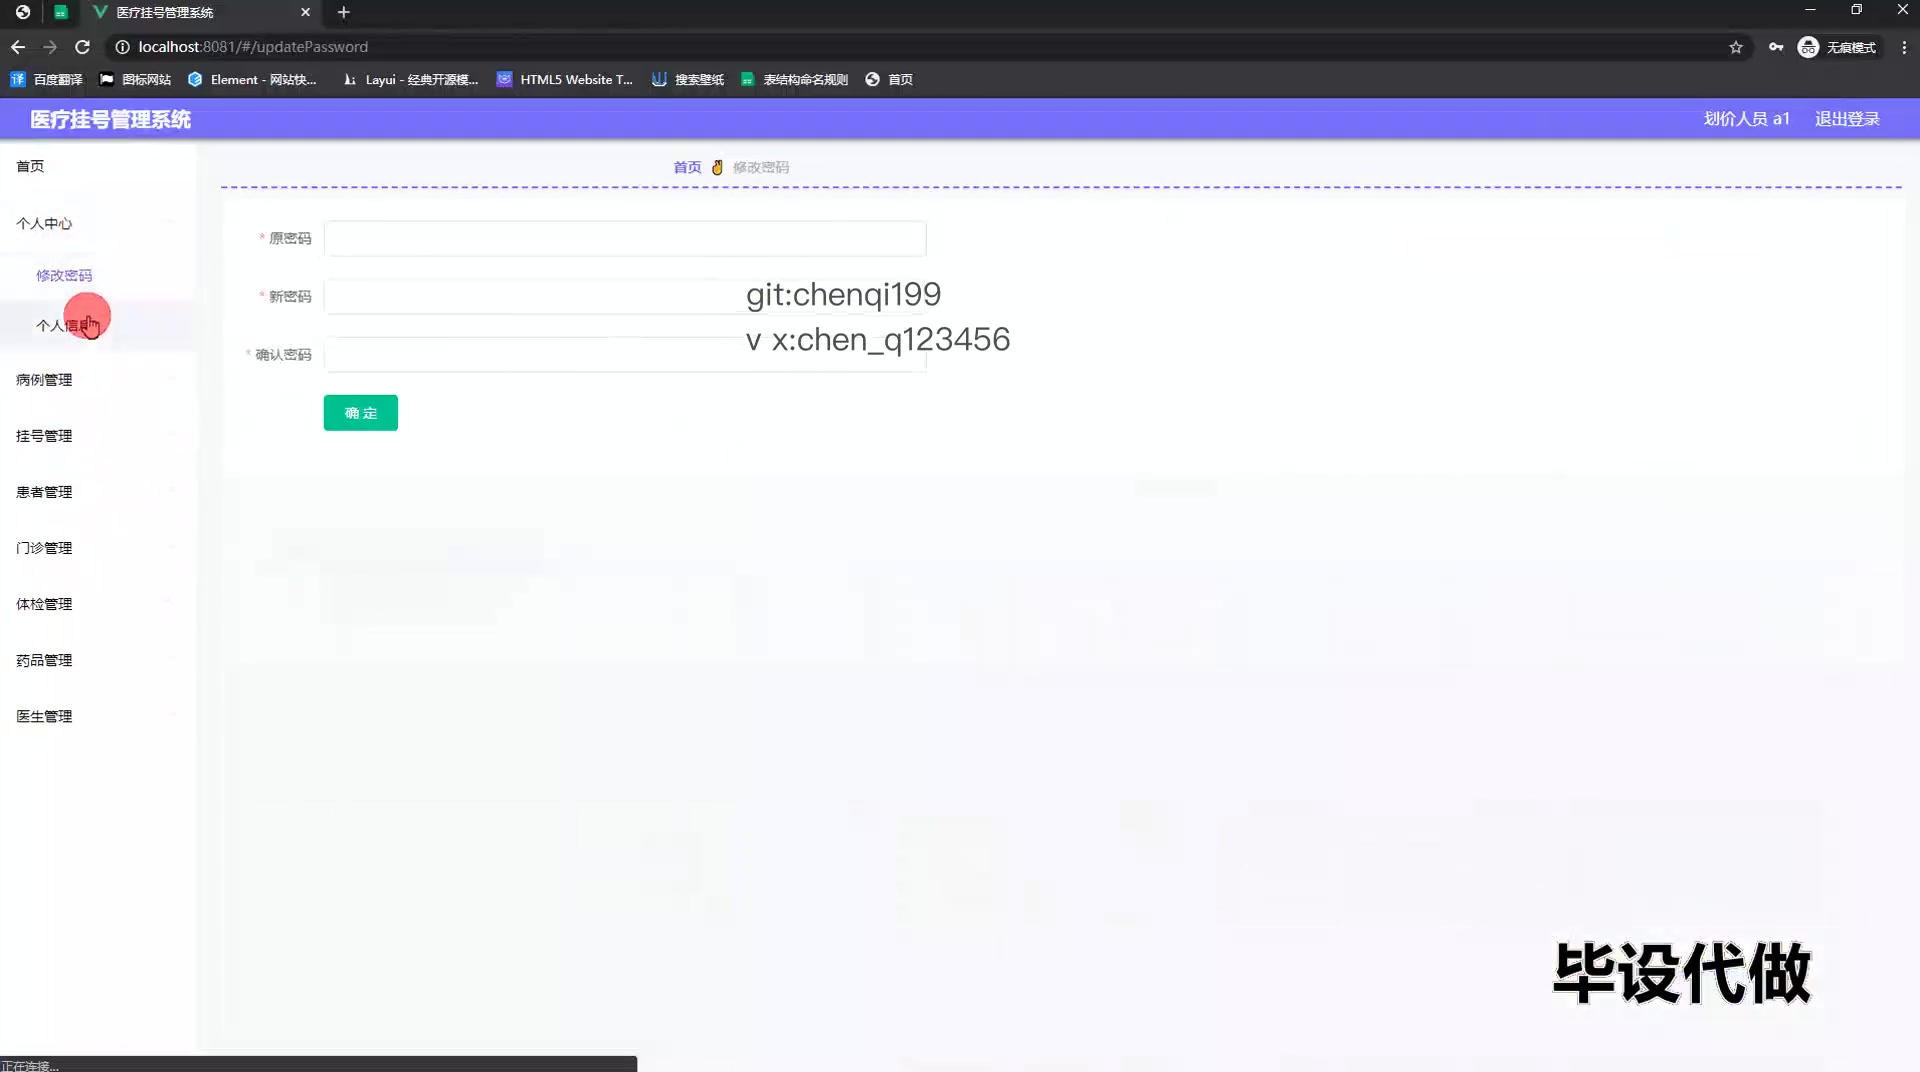 医疗挂号管理系统
localhost:8081/#/updatePassword
无痕模式
百度翻译
图标网站
Element - 网站快...
Layui - 经典开源模...
HTML5 Website T...
搜索壁纸
表结构命名规则
首页
医疗挂号管理系统
划价人员 a1
退出登录
首页
个人中心
修改密码
个人信息
病例管理
挂号管理
患者管理
门诊管理
体检管理
药品管理
医生管理
首页 修改密码
* 原密码
* 新密码
* 确认密码
确定
git:chenqi199
v x:chen_q123456
毕设代做
正在连接...